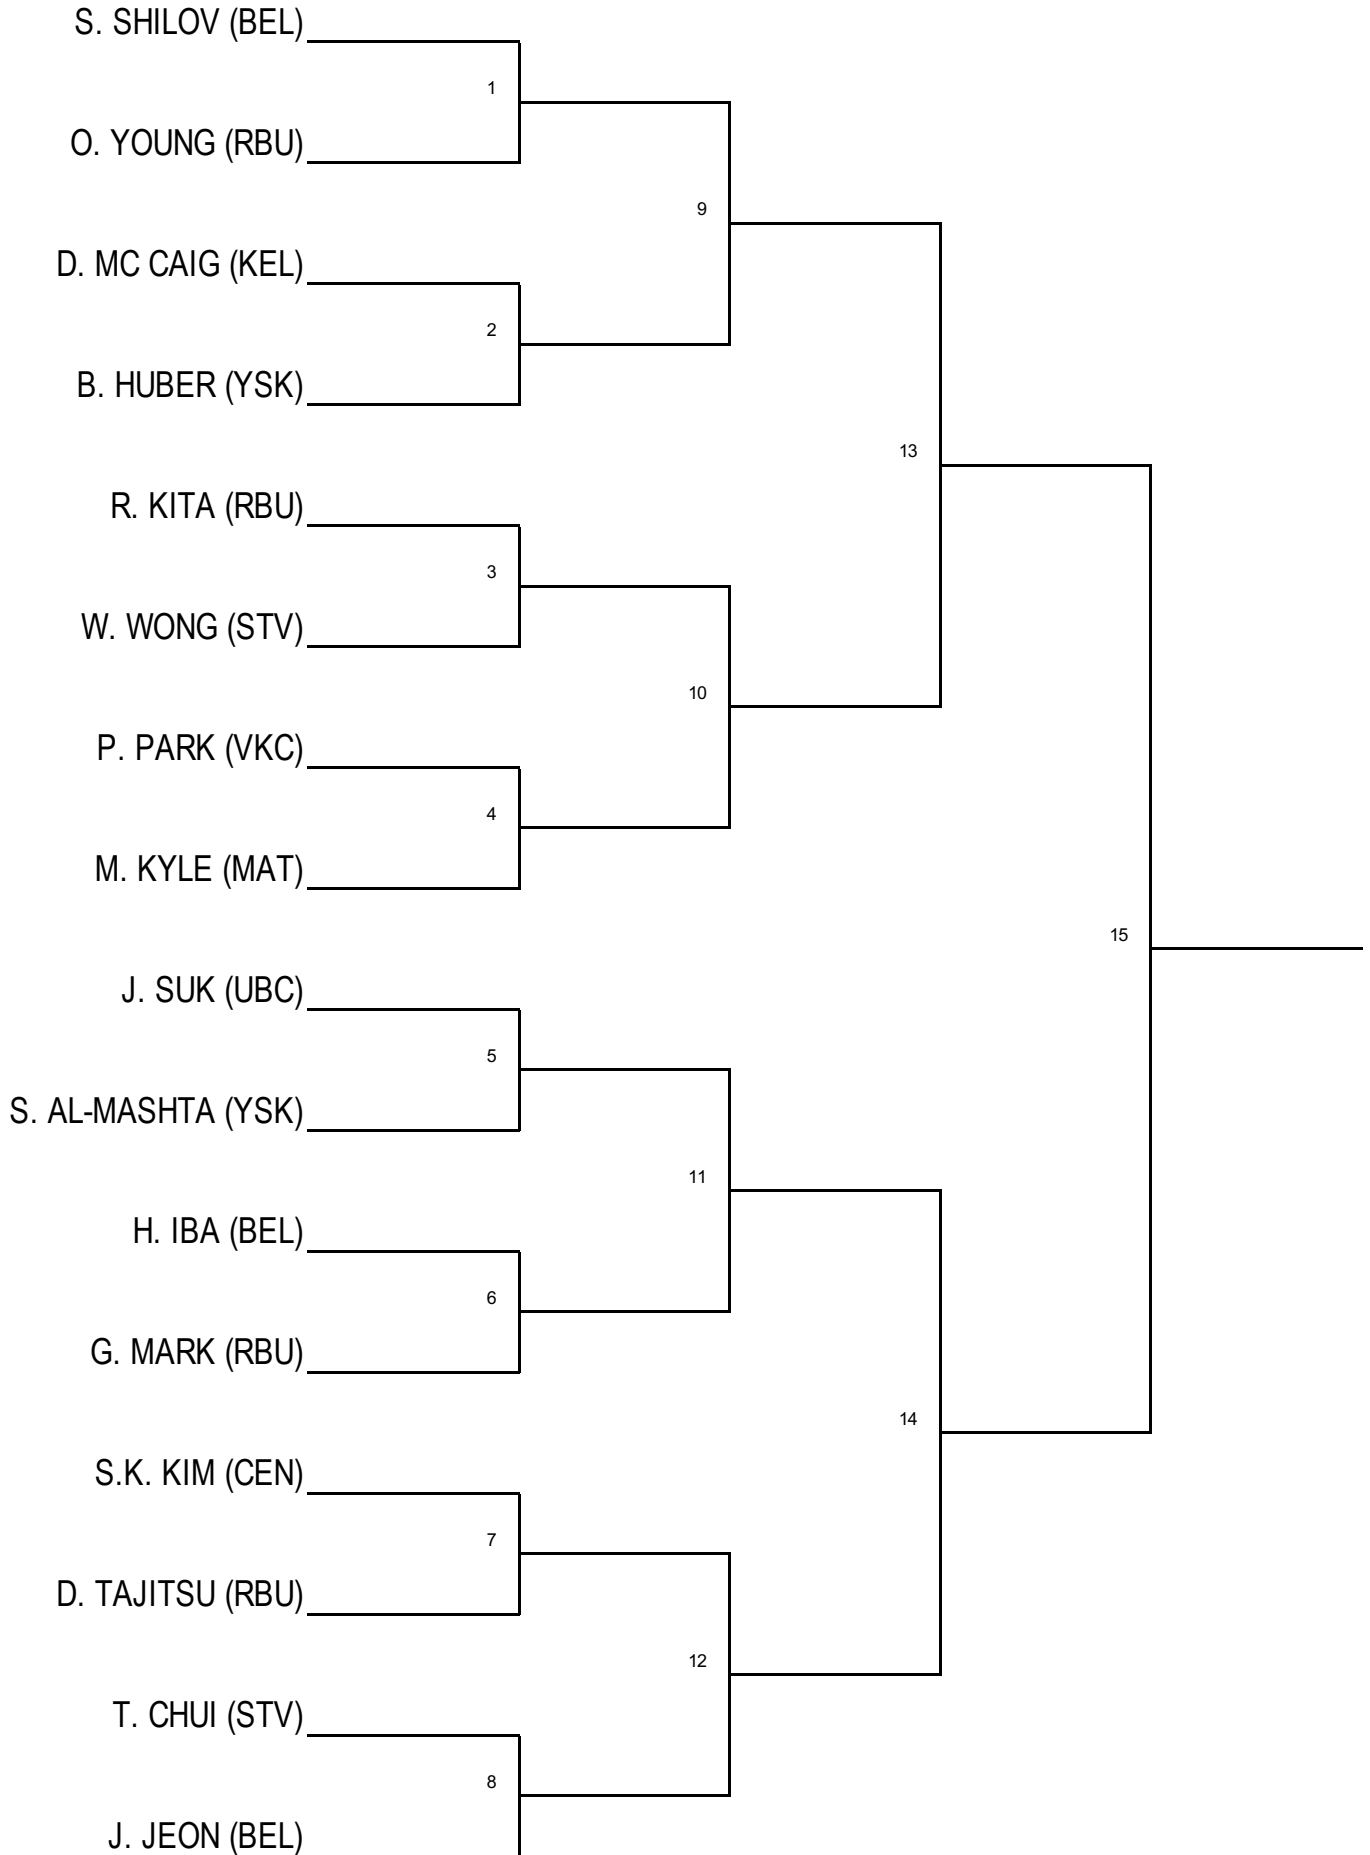 S. SHILOV (BEL)
1
O. YOUNG (RBU)
9
D. MC CAIG (KEL)
2
B. HUBER (YSK)
13
R. KITA (RBU)
3
W. WONG (STV)
10
P. PARK (VKC)
4
M. KYLE (MAT)
15
J. SUK (UBC)
5
S. AL-MASHTA (YSK)
11
H. IBA (BEL)
6
G. MARK (RBU)
14
S.K. KIM (CEN)
7
D. TAJITSU (RBU)
12
T. CHUI (STV)
8
J. JEON (BEL)